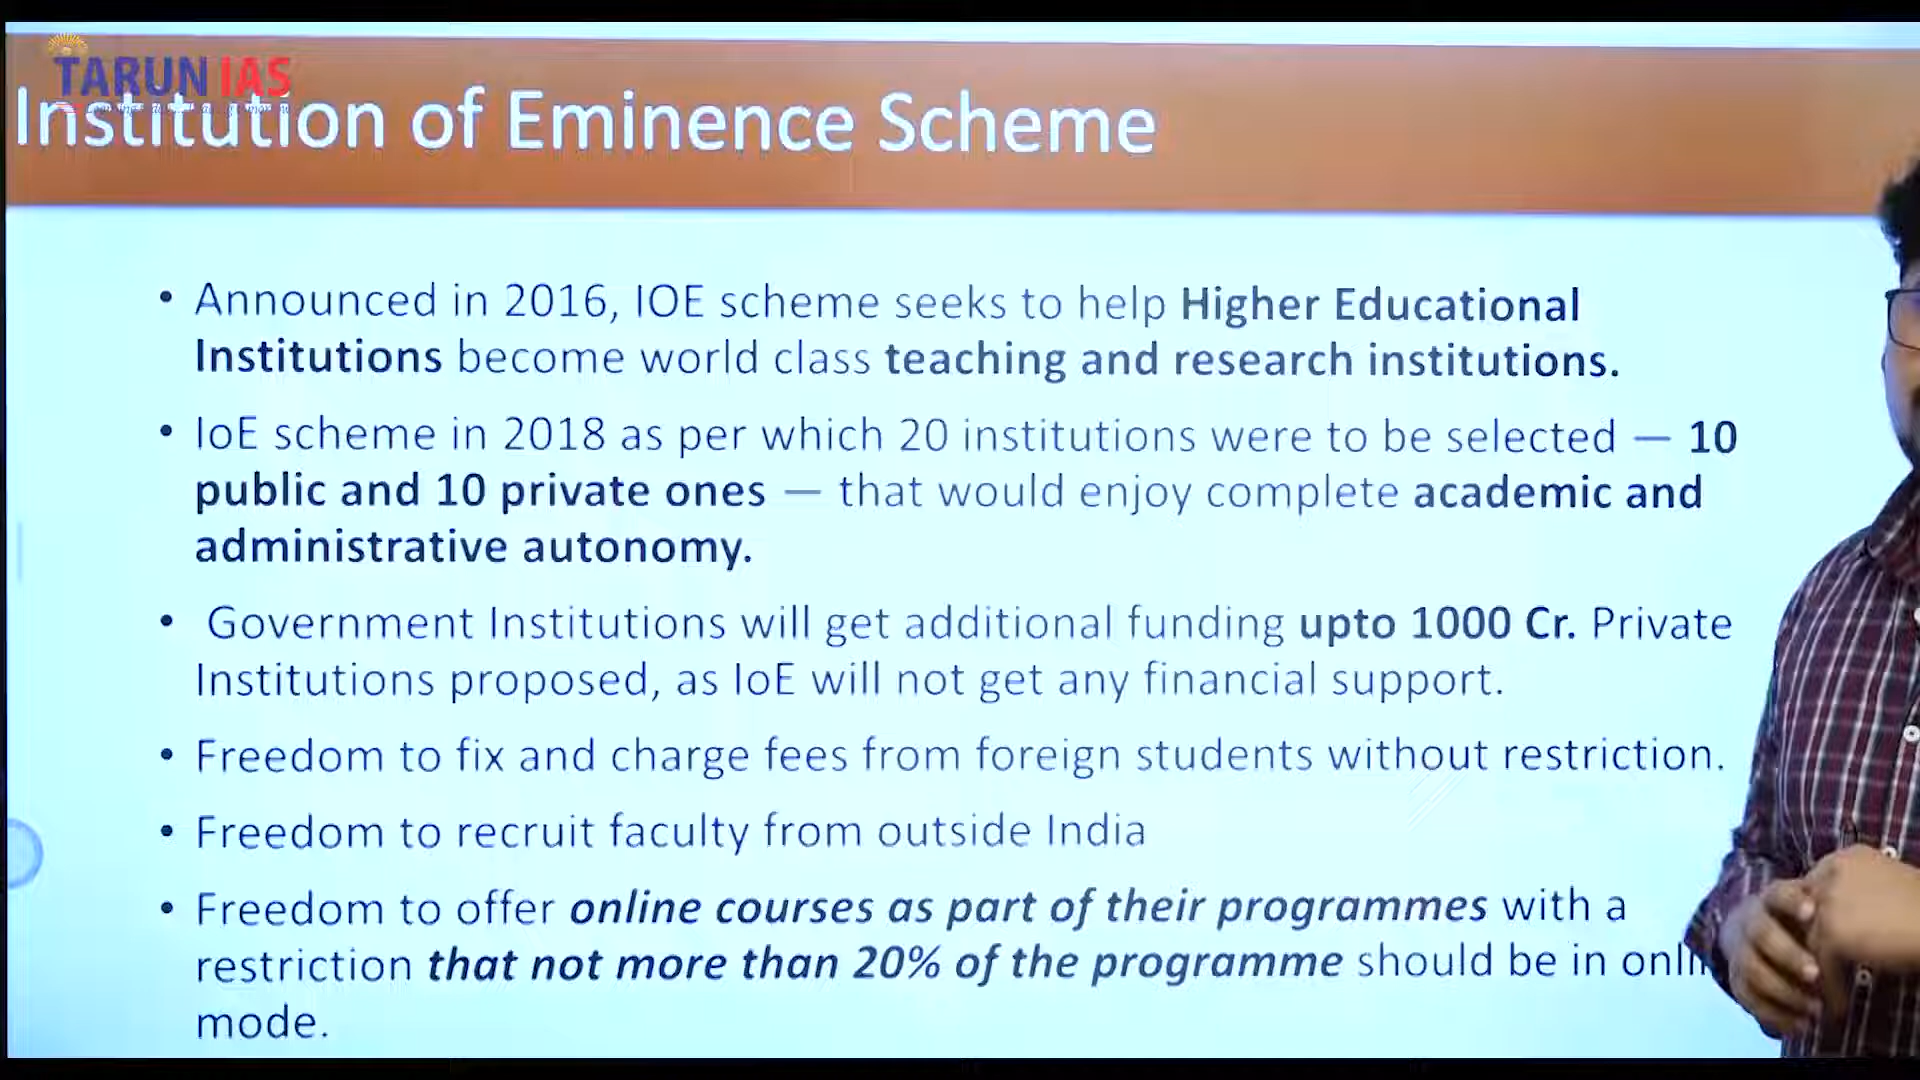 TARUN IAS
Institution of Eminence Scheme
• Announced in 2016, IOE scheme seeks to help Higher Educational
Institutions become world class teaching and research institutions.
• IoE scheme in 2018 as per which 20 institutions were to be selected — 10
public and 10 private ones — that would enjoy complete academic and
administrative autonomy.
• Government Institutions will get additional funding upto 1000 Cr. Private
Institutions proposed, as IoE will not get any financial support.
• Freedom to fix and charge fees from foreign students without restriction.
• Freedom to recruit faculty from outside India
• Freedom to offer online courses as part of their programmes with a
restriction that not more than 20% of the programme should be in
mode.